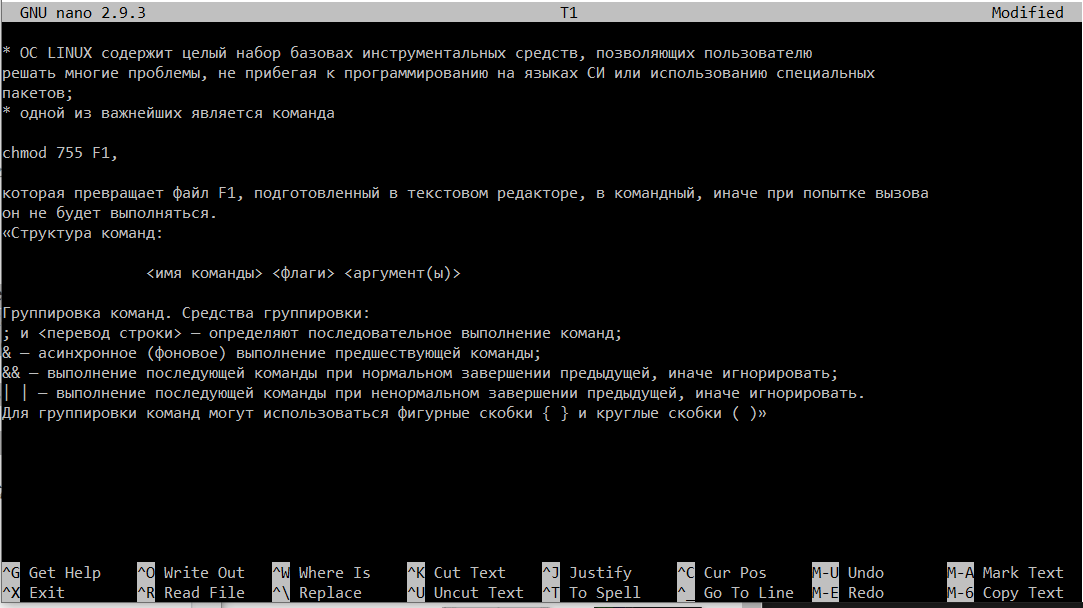 GNU nano 2.9.3 T1 Modified
* ОС LINUX содержит целый набор базовых инструментальных средств, позволяющих пользователю
решать многие проблемы, не прибегая к программированию на языках СИ или использованию специальных
пакетов;
* одной из важнейших является команда
chmod 755 F1,
которая превращает файл F1, подготовленный в текстовом редакторе, в командный, иначе при попытке вызова
он не будет выполняться.
«Структура команд:
<имя команды> <флаги> <аргумент(ы)>
Группировка команд. Средства группировки:
; и <перевод строки> — определяют последовательное выполнение команд;
& — асинхронное (фоновое) выполнение предшествующей команды;
&& — выполнение последующей команды при нормальном завершении предыдущей, иначе игнорировать;
| | — выполнение последующей команды при ненормальном завершении предыдущей, иначе игнорировать.
Для группировки команд могут использоваться фигурные скобки { } и круглые скобки ( )»
^G Get Help ^O Write Out ^W Where Is ^K Cut Text ^J Justify ^C Cur Pos M-U Undo M-A Mark Text
^X Exit ^R Read File ^\ Replace ^U Uncut Text ^T To Spell ^_ Go To Line M-E Redo M-6 Copy Text